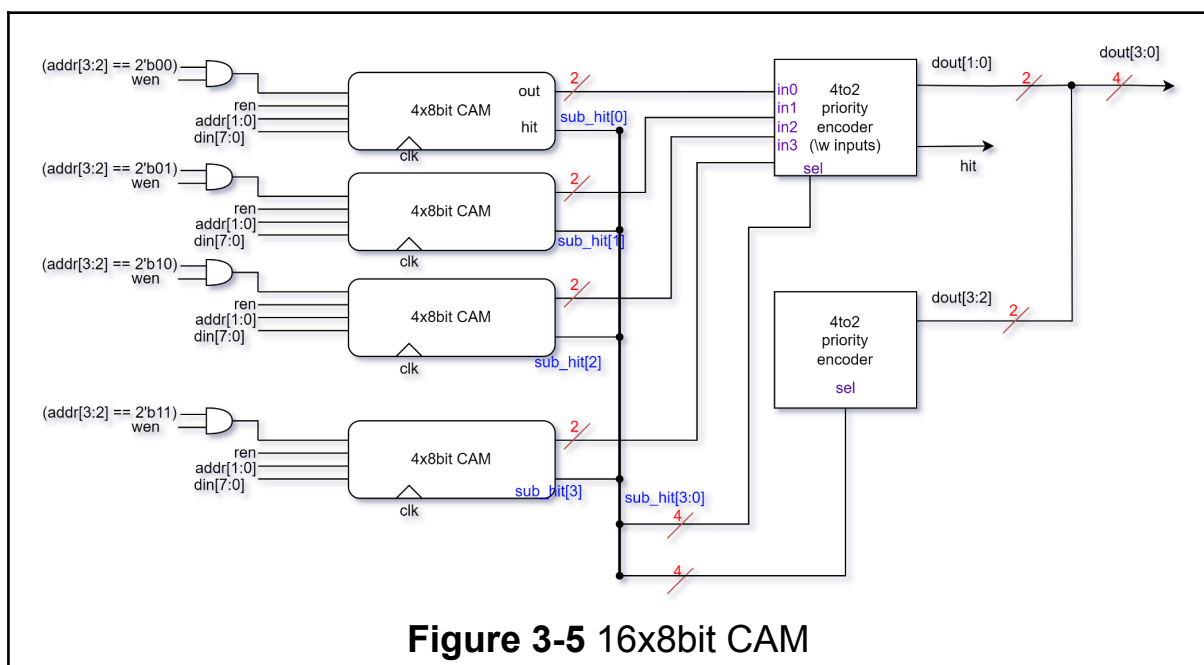 (addr[3:2] == 2'b00)
wen
ren
addr[1:0]
din[7:0]
4x8bit CAM
out
hit
clk
2
sub_hit[0]
(addr[3:2] == 2'b01)
wen
ren
addr[1:0]
din[7:0]
4x8bit CAM
clk
2
sub_hit[1]
(addr[3:2] == 2'b10)
wen
ren
addr[1:0]
din[7:0]
4x8bit CAM
clk
2
sub_hit[2]
(addr[3:2] == 2'b11)
wen
ren
addr[1:0]
din[7:0]
4x8bit CAM
clk
2
sub_hit[3]
sub_hit[3:0]
4
4
in0
in1
in2
in3
4to2
priority
encoder
(\w inputs)
sel
dout[1:0]
2
dout[3:0]
4
hit
4to2
priority
encoder
sel
dout[3:2]
2
Figure 3-5 16x8bit CAM